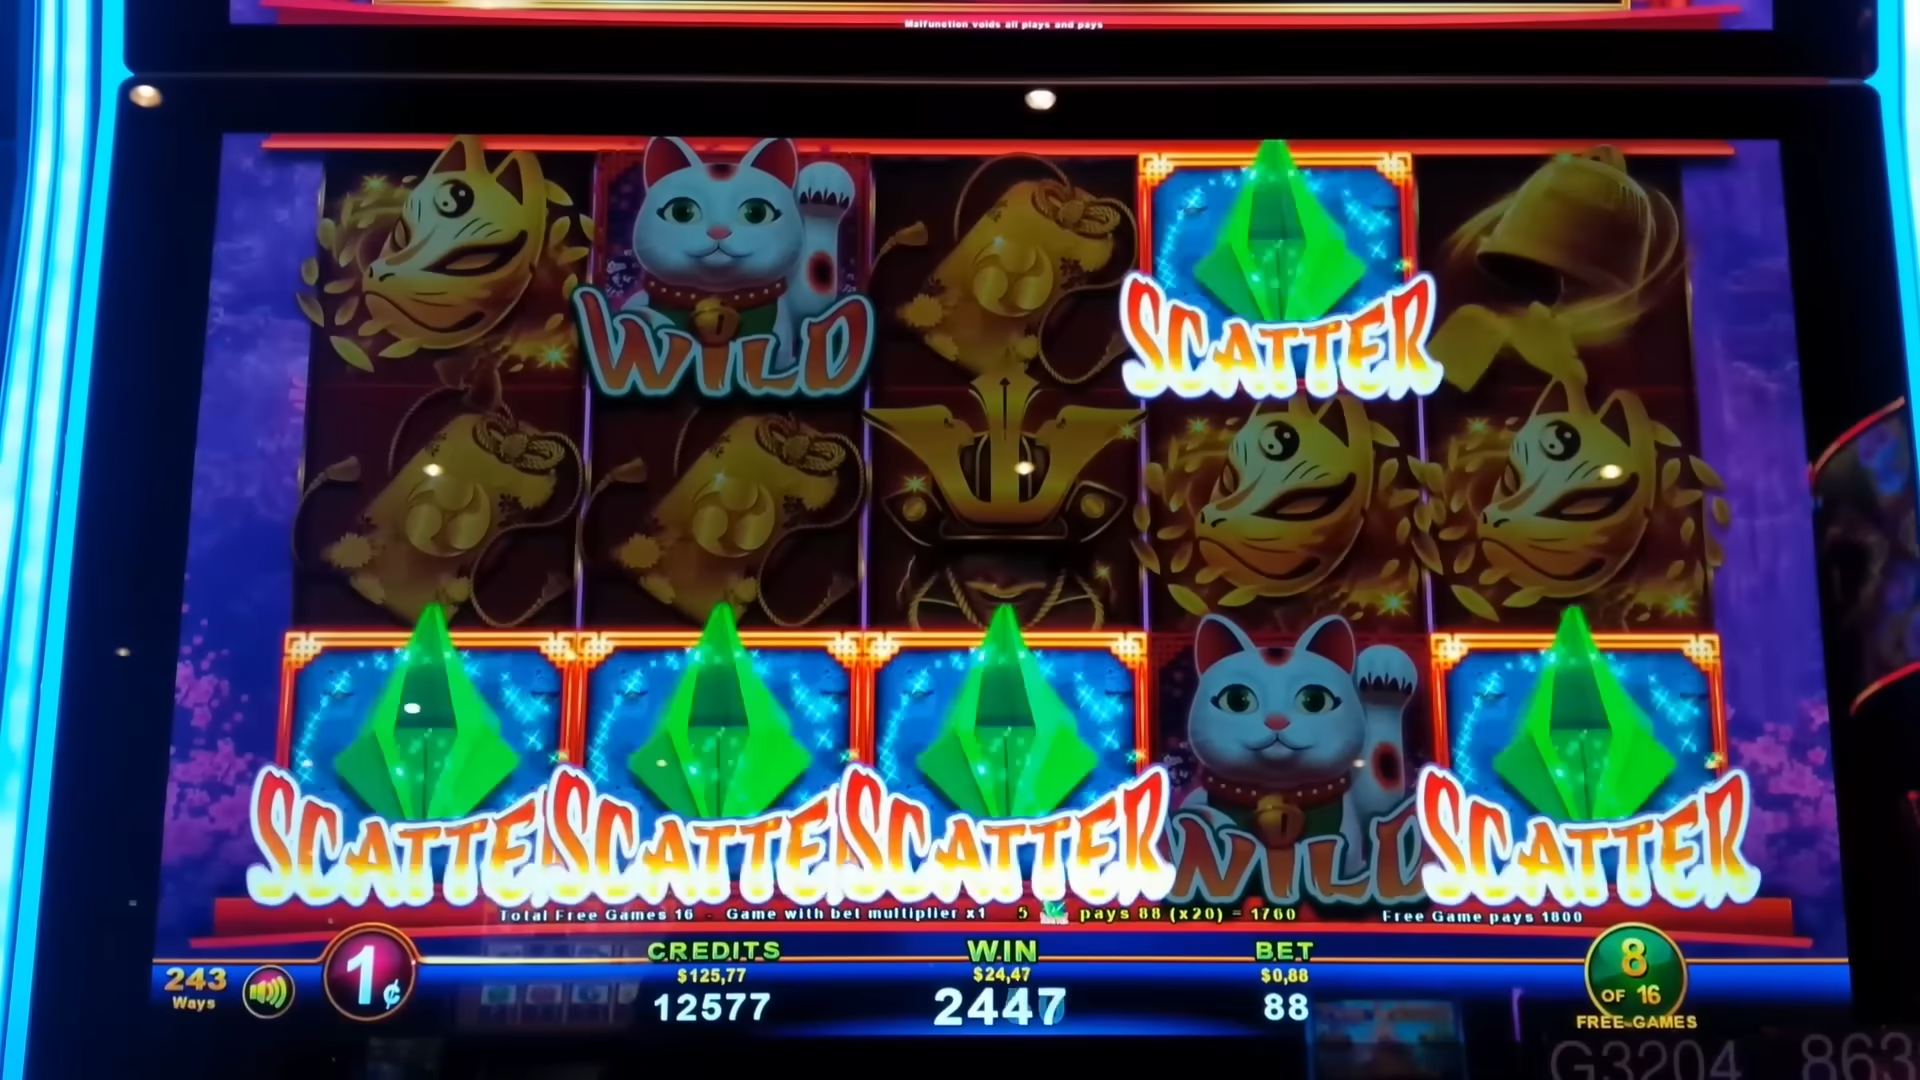 Malfunction voids all plays and pays
WILD
SCATTER
SCATTE SCATTE SCATTER WILD SCATTER
Total Free Games 16 - Game with bet multiplier x1 5 pays 88 (x20) = 1760 Free Game pays 1800
243 Ways
1¢
CREDITS
$125,77
12577
WIN
$24,47
2447
BET
$0,88
88
8
OF 16
FREE GAMES
G3204 863